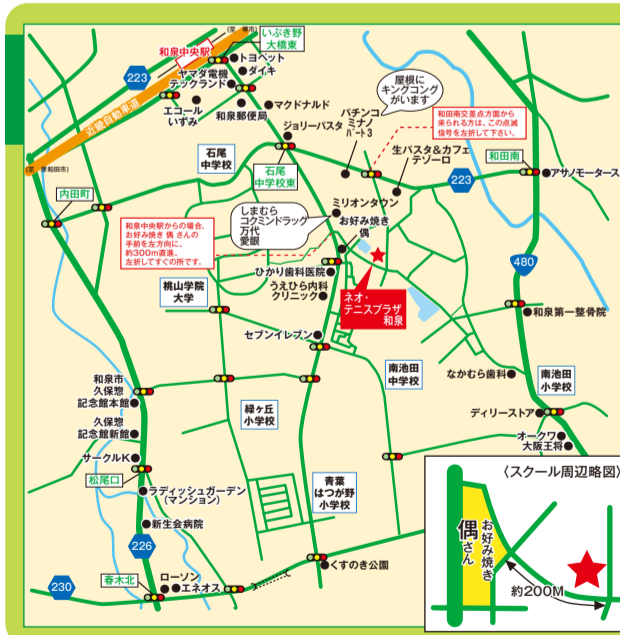 (至 橋本)
和泉中央駅
いぶき野
大橋東
223
トヨペット
ダイキ
ヤマダ電機
テックランド
近畿自動車道
エコール
いずみ
和泉郵便局
マクドナルド
屋根に
キングコング
がいます
パチンコ
ミナノ
パート3
和田南交差点方面から
来られる方は、この点滅
信号を左折して下さい。
ジョリーパスタ
石尾
中学校
石尾
中学校東
生パスタ&カフェ
テソーロ
和田南
223
アサノモータース
(至 岸和田市)
内田町
しまむら
コクミンドラッグ
万代
愛眼
ミリオンタウン
お好み焼き
偶
和泉中央駅からの場合、
お好み焼き 偶 さんの
手前を左方向に、
約300m直進、
左折してすぐの所です。
480
ひかり歯科医院
うえひら内科
クリニック
桃山学院
大学
ネオ・
テニスプラザ
和泉
和泉第一整骨院
セブンイレブン
南池田
中学校
なかむら歯科
南池田
小学校
和泉市
久保惣
記念館本館
久保惣
記念館新館
緑ヶ丘
小学校
デイリーストア
オークワ
大阪王将
サークルK
松尾口
ラディッシュガーデン
(マンション)
青葉
はつが野
小学校
〈スクール周辺略図〉
新生会病院
226
お好み焼き
偶さん
約200M
くすのき公園
230
春木北
ローソン
エネオス